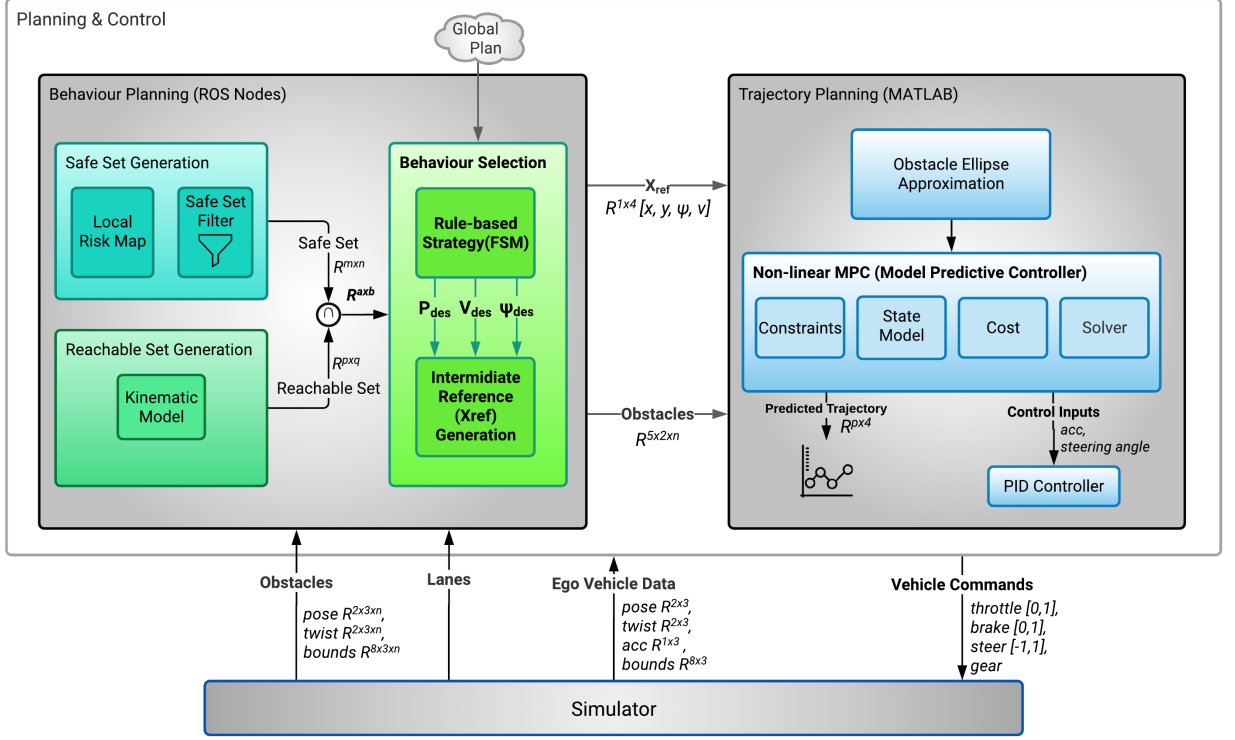 Planning & Control
Global
Plan
Behaviour Planning (ROS Nodes)
Safe Set Generation
Local
Risk Map
Safe Set
Filter
Safe Set
R^mxn
∩
R^axb
R^pxq
Reachable Set
Reachable Set Generation
Kinematic
Model
Behaviour Selection
Rule-based
Strategy(FSM)
P_des V_des ψ_des
Intermidiate
Reference
(Xref)
Generation
X_ref
R^1x4 [x, y, ψ, v]
Obstacles
R^5x2xn
Trajectory Planning (MATLAB)
Obstacle Ellipse
Approximation
Non-linear MPC (Model Predictive Controller)
Constraints
State
Model
Cost
Solver
Predicted Trajectory
R^px4
Control Inputs
acc,
steering angle
PID Controller
Obstacles
pose R^2x3xn,
twist R^2x3xn,
bounds R^8x3xn
Lanes
Ego Vehicle Data
pose R^2x3,
twist R^2x3,
acc R^1x3 ,
bounds R^8x3
Vehicle Commands
throttle [0,1],
brake [0,1],
steer [-1,1],
gear
Simulator